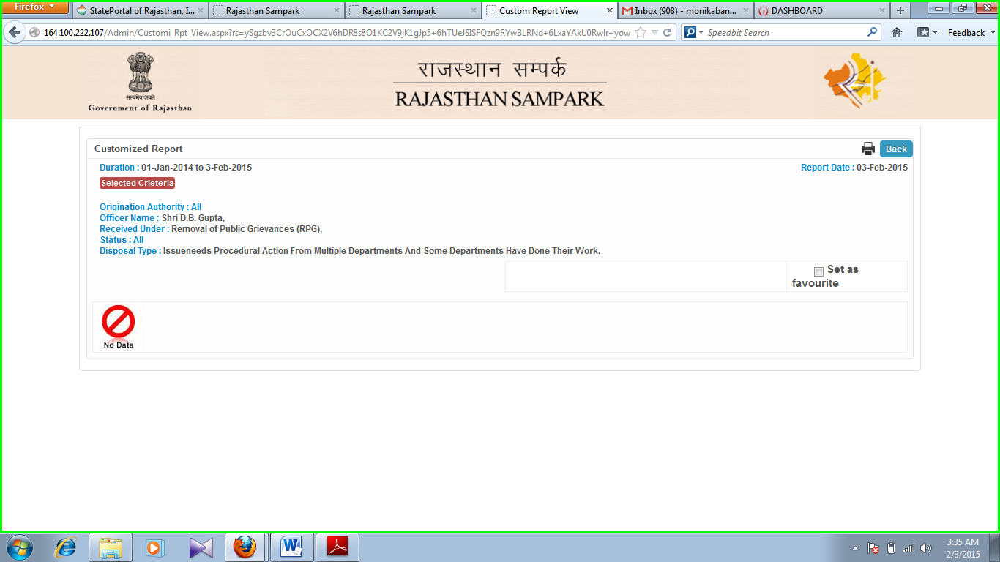 Firefox
StatePortal of Rajasthan, I...
Rajasthan Sampark
Rajasthan Sampark
Custom Report View
Inbox (908) - monikaban...
DASHBOARD
164.100.222.107/Admin/Customi_Rpt_View.aspx?rs=ySgzbv3CrOuCxOCX2V6hDR8s8O1KC2V9jK1gJp5+6hTUeJSISFQzn9RYwBLRNd+6LxaYAkU0RwIr+yow
Speedbit Search
Feedback
सत्यमेव जयते
Government of Rajasthan
राजस्थान सम्पर्क
RAJASTHAN SAMPARK
Customized Report
Back
Duration : 01-Jan-2014 to 3-Feb-2015
Report Date : 03-Feb-2015
Selected Crieteria
Origination Authority : All
Officer Name : Shri D.B. Gupta,
Received Under : Removal of Public Grievances (RPG),
Status : All
Disposal Type : Issueneeds Procedural Action From Multiple Departments And Some Departments Have Done Their Work.
Set as
favourite
No Data
3:35 AM
2/3/2015